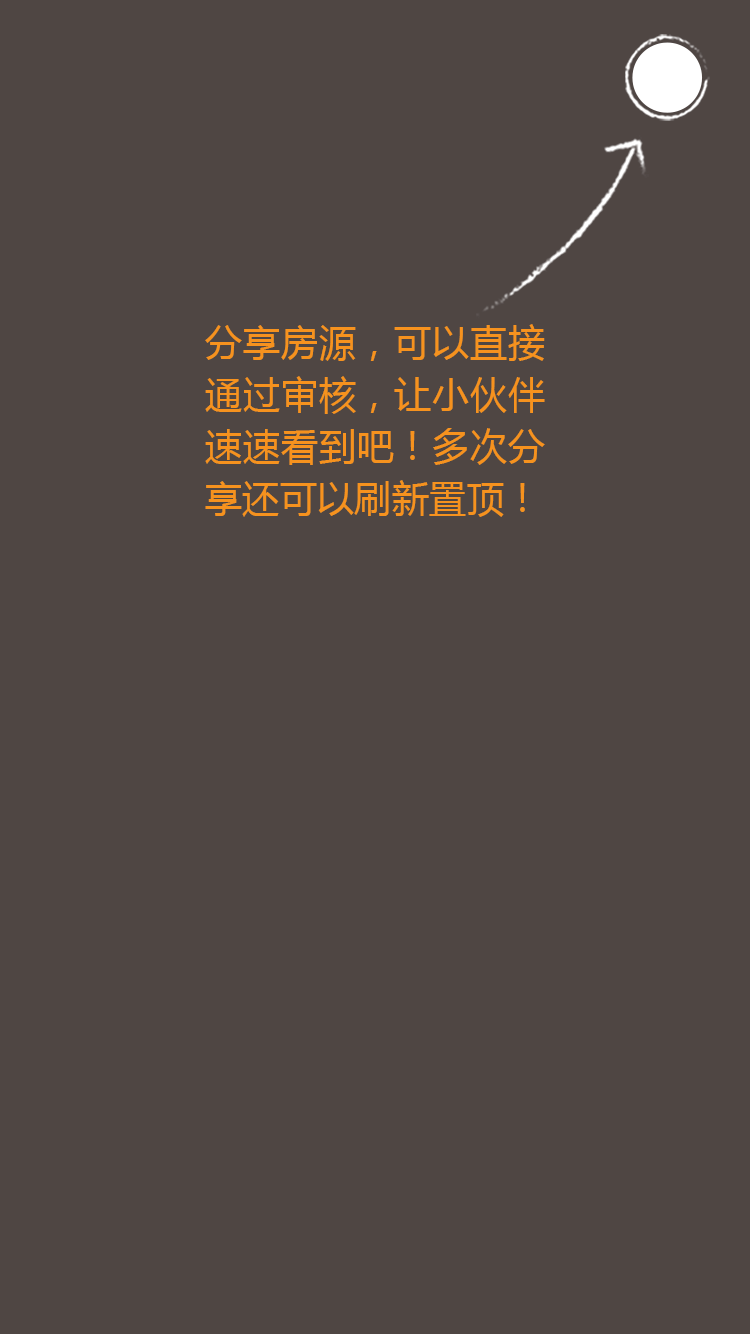 分享房源，可以直接
通过审核，让小伙伴
速速看到吧！多次分
享还可以刷新置顶！